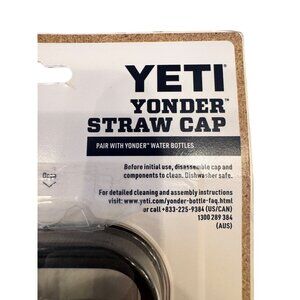 YETI
YONDER™
STRAW CAP
PAIR WITH YONDER™ WATER BOTTLES
Before initial use, disassemble cap and
components to clean. Dishwasher safe.
Open
For detailed cleaning and assembly instructions
visit: www.yeti.com/yonder-bottle-faq.html
or call +833-225-9384 (US/CAN)
1300 289 384
(AUS)